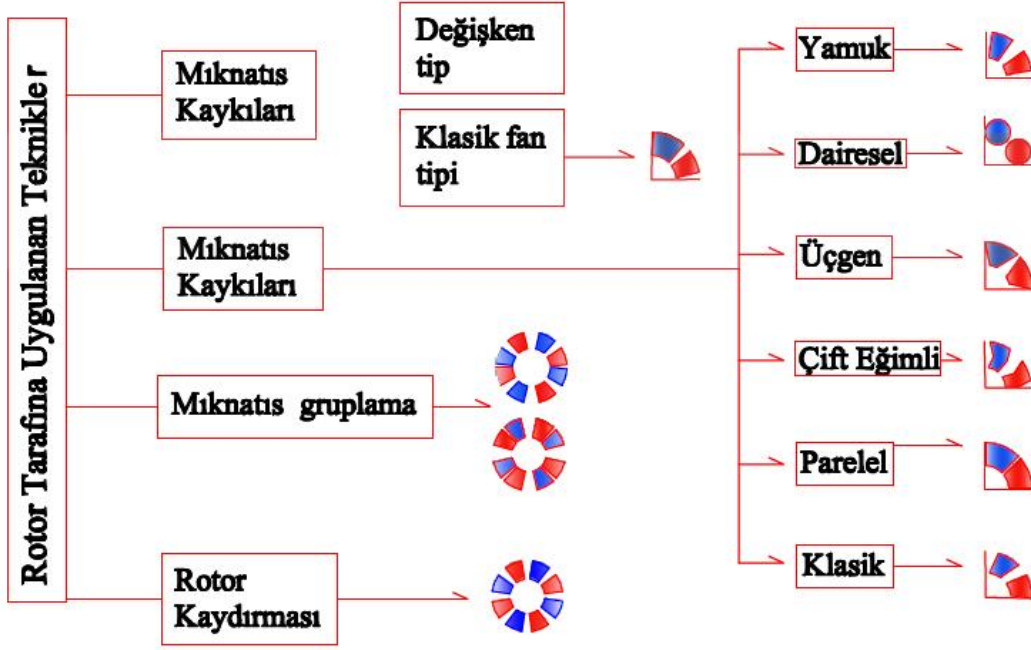 Rotor Tarafına Uygulanan Teknikler
Mıknatıs
Kaykıları
Değişken
tip
Klasik fan
tipi
Mıknatıs
Kaykıları
Mıknatıs gruplama
Rotor
Kaydırması
Yamuk
Dairesel
Üçgen
Çift Eğimli
Parelel
Klasik